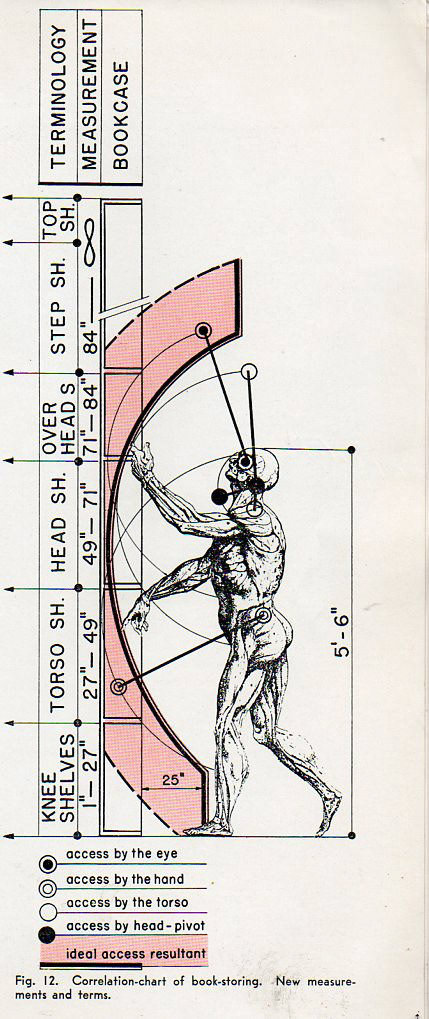 TERMINOLOGY
MEASUREMENT
BOOKCASE
TOP
SH.
STEP SH.
84" — ∞
OVER
HEAD S
71" — 84"
HEAD SH.
49" — 71"
TORSO SH.
27" — 49"
KNEE
SHELVES
1" — 27"
25"
5'-6"
access by the eye
access by the hand
access by the torso
access by head-pivot
ideal access resultant
Fig. 12. Correlation-chart of book-storing. New measure-
ments and terms.